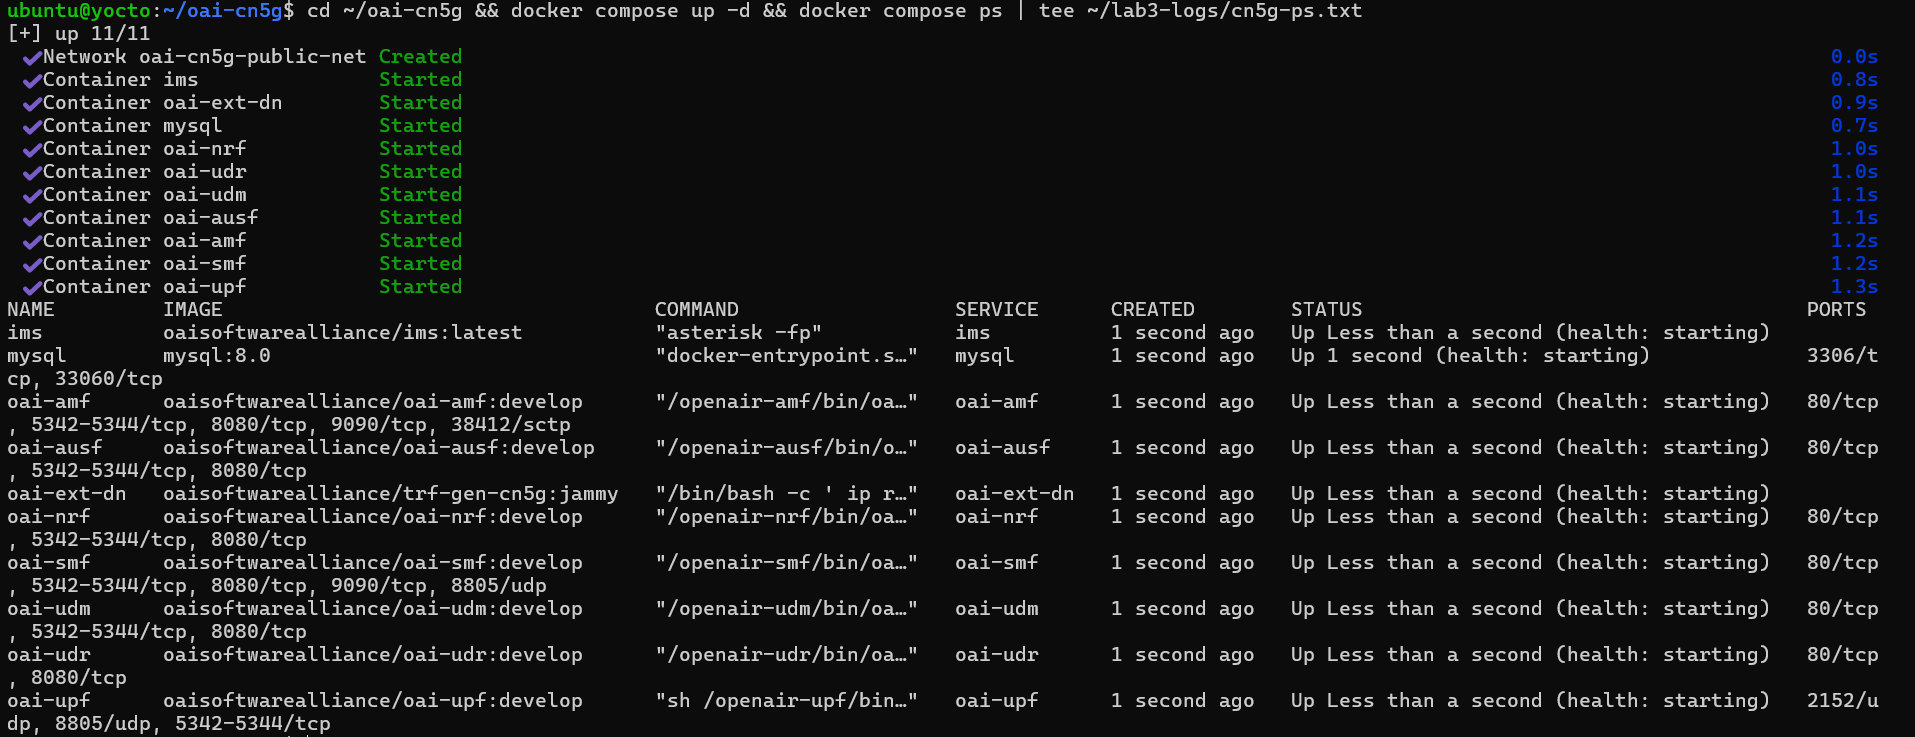 ubuntu@yocto:~/oai-cn5g$ cd ~/oai-cn5g && docker compose up -d && docker compose ps | tee ~/lab3-logs/cn5g-ps.txt
[+] up 11/11
✔Network oai-cn5g-public-net Created 0.0s
✔Container ims Started 0.8s
✔Container oai-ext-dn Started 0.9s
✔Container mysql Started 0.7s
✔Container oai-nrf Started 1.0s
✔Container oai-udr Started 1.0s
✔Container oai-udm Started 1.1s
✔Container oai-ausf Started 1.1s
✔Container oai-amf Started 1.2s
✔Container oai-smf Started 1.2s
✔Container oai-upf Started 1.3s
NAME IMAGE COMMAND SERVICE CREATED STATUS PORTS
ims oaisoftwarealliance/ims:latest "asterisk -fp" ims 1 second ago Up Less than a second (health: starting)
mysql mysql:8.0 "docker-entrypoint.s…" mysql 1 second ago Up 1 second (health: starting) 3306/t
cp, 33060/tcp
oai-amf oaisoftwarealliance/oai-amf:develop "/openair-amf/bin/oa…" oai-amf 1 second ago Up Less than a second (health: starting) 80/tcp
, 5342-5344/tcp, 8080/tcp, 9090/tcp, 38412/sctp
oai-ausf oaisoftwarealliance/oai-ausf:develop "/openair-ausf/bin/o…" oai-ausf 1 second ago Up Less than a second (health: starting) 80/tcp
, 5342-5344/tcp, 8080/tcp
oai-ext-dn oaisoftwarealliance/trf-gen-cn5g:jammy "/bin/bash -c ' ip r…" oai-ext-dn 1 second ago Up Less than a second (health: starting)
oai-nrf oaisoftwarealliance/oai-nrf:develop "/openair-nrf/bin/oa…" oai-nrf 1 second ago Up Less than a second (health: starting) 80/tcp
, 5342-5344/tcp, 8080/tcp
oai-smf oaisoftwarealliance/oai-smf:develop "/openair-smf/bin/oa…" oai-smf 1 second ago Up Less than a second (health: starting) 80/tcp
, 5342-5344/tcp, 8080/tcp, 9090/tcp, 8805/udp
oai-udm oaisoftwarealliance/oai-udm:develop "/openair-udm/bin/oa…" oai-udm 1 second ago Up Less than a second (health: starting) 80/tcp
, 5342-5344/tcp, 8080/tcp
oai-udr oaisoftwarealliance/oai-udr:develop "/openair-udr/bin/oa…" oai-udr 1 second ago Up Less than a second (health: starting) 80/tcp
, 8080/tcp
oai-upf oaisoftwarealliance/oai-upf:develop "sh /openair-upf/bin…" oai-upf 1 second ago Up Less than a second (health: starting) 2152/u
dp, 8805/udp, 5342-5344/tcp